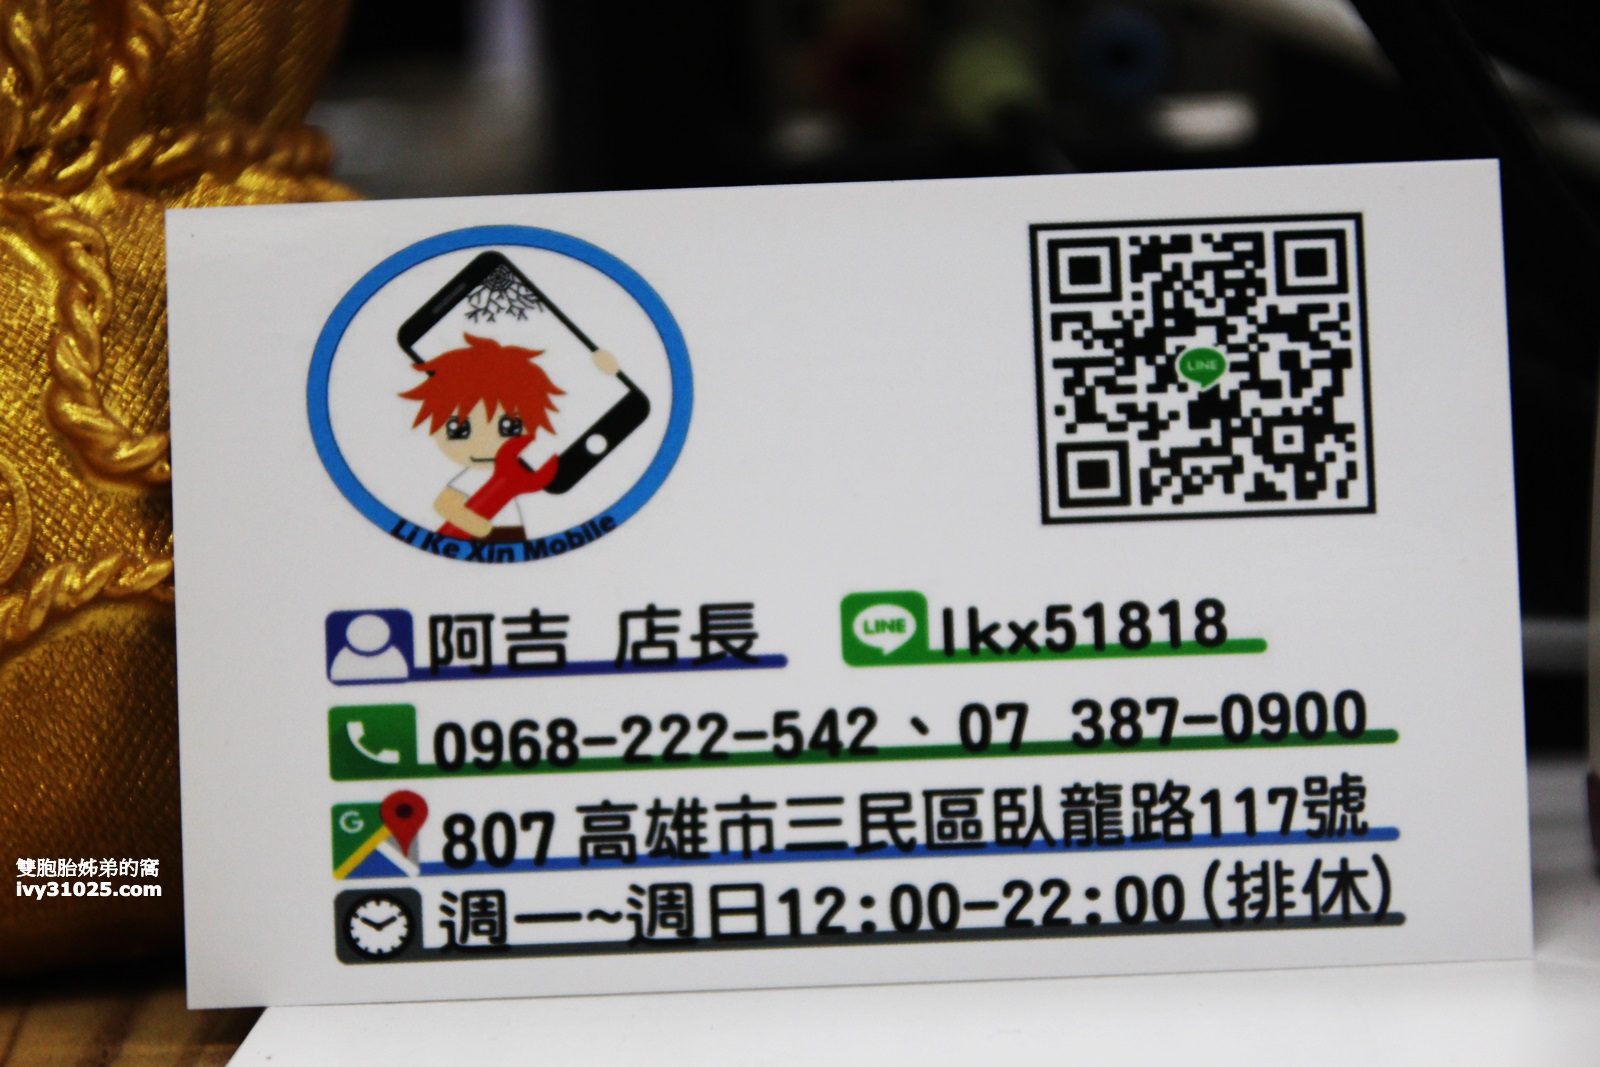 Li Ke Xin Mobile
LINE
阿吉 店長
LINE lkx51818
0968-222-542、07 387-0900
G 807 高雄市三民區臥龍路117號
週一~週日12:00-22:00(排休)
雙胞胎姊弟的窩
ivy31025.com